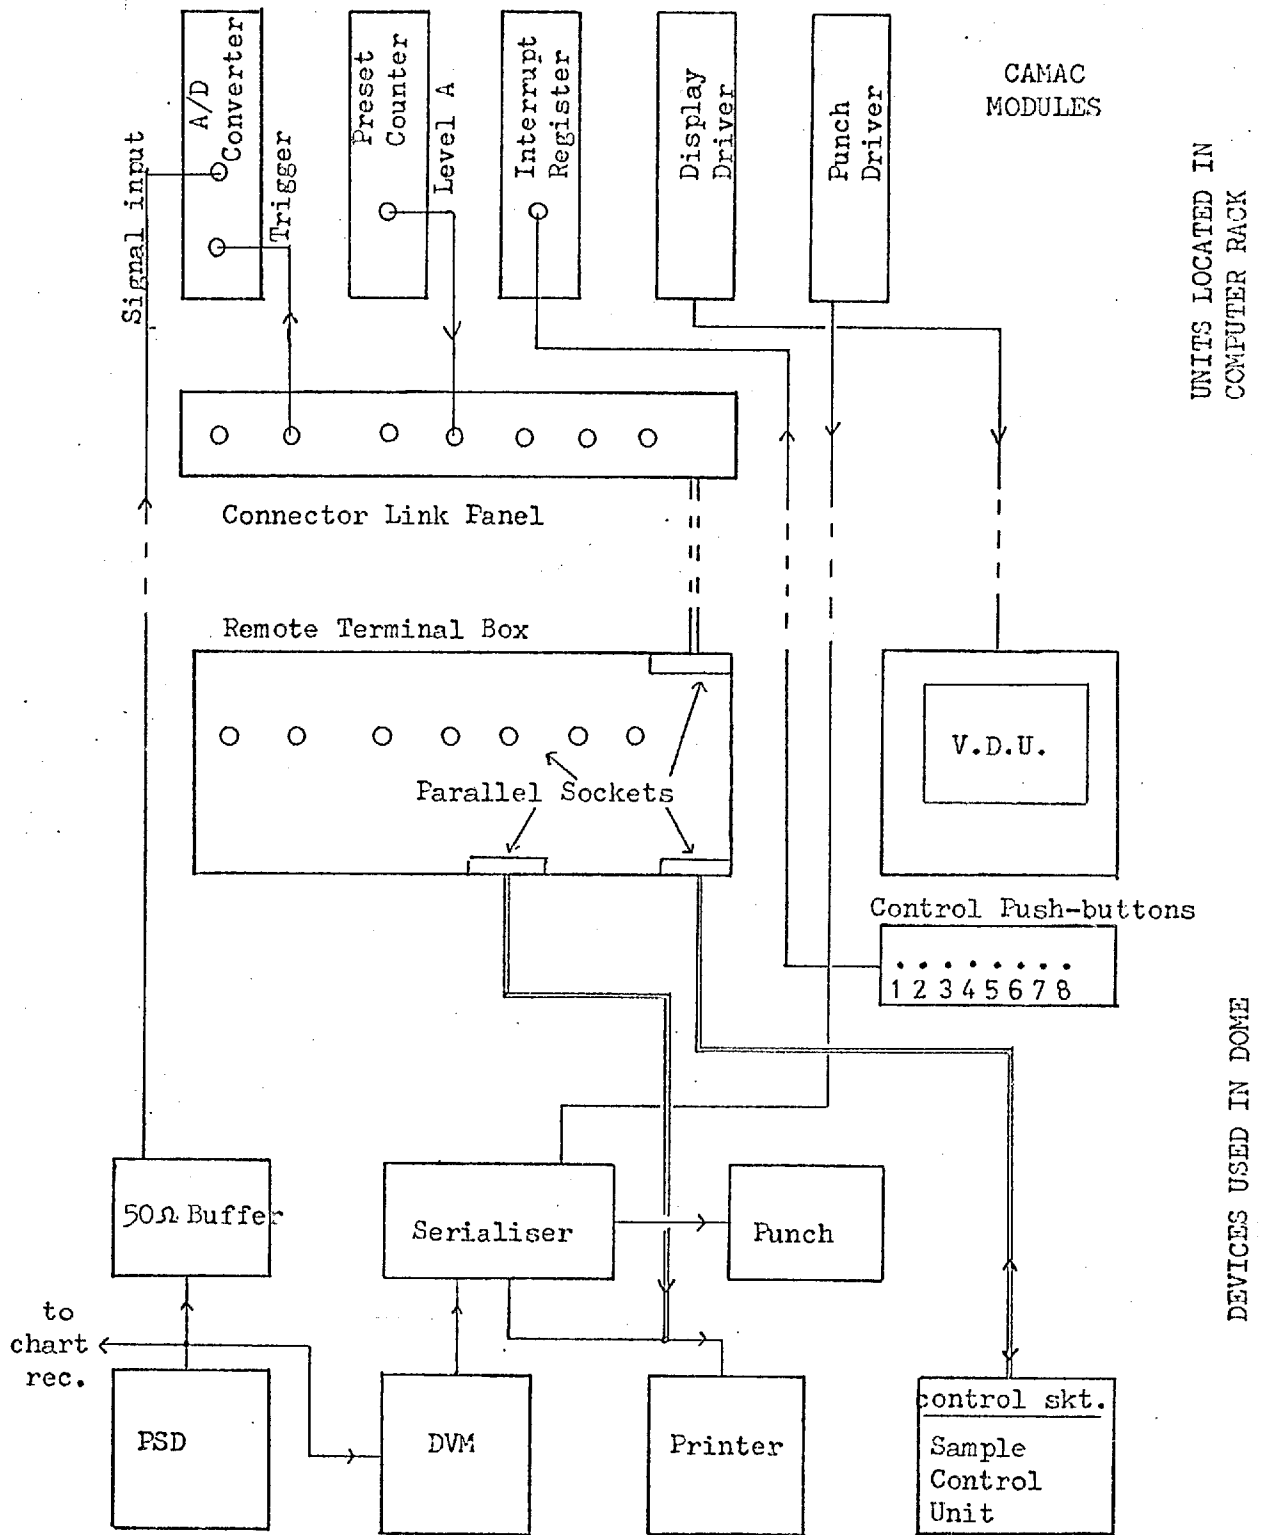 A/D
Converter
Preset
Counter
Interrupt
Register
Display
Driver
Punch
Driver
CAMAC
MODULES
Signal input
Trigger
Level A
UNITS LOCATED IN
COMPUTER RACK
Connector Link Panel
Remote Terminal Box
Parallel Sockets
V.D.U.
Control Push-buttons
1 2 3 4 5 6 7 8
DEVICES USED IN DOME
50Ω Buffer
Serialiser
Punch
to
chart
rec.
PSD
DVM
Printer
control skt.
Sample
Control
Unit